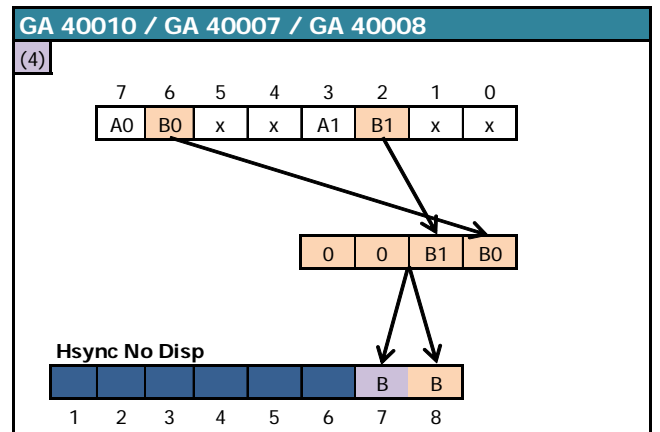 GA 40010 / GA 40007 / GA 40008
(4)
7 6 5 4 3 2 1 0
A0 B0 x x A1 B1 x x
0 0 B1 B0
Hsync No Disp
B B
1 2 3 4 5 6 7 8